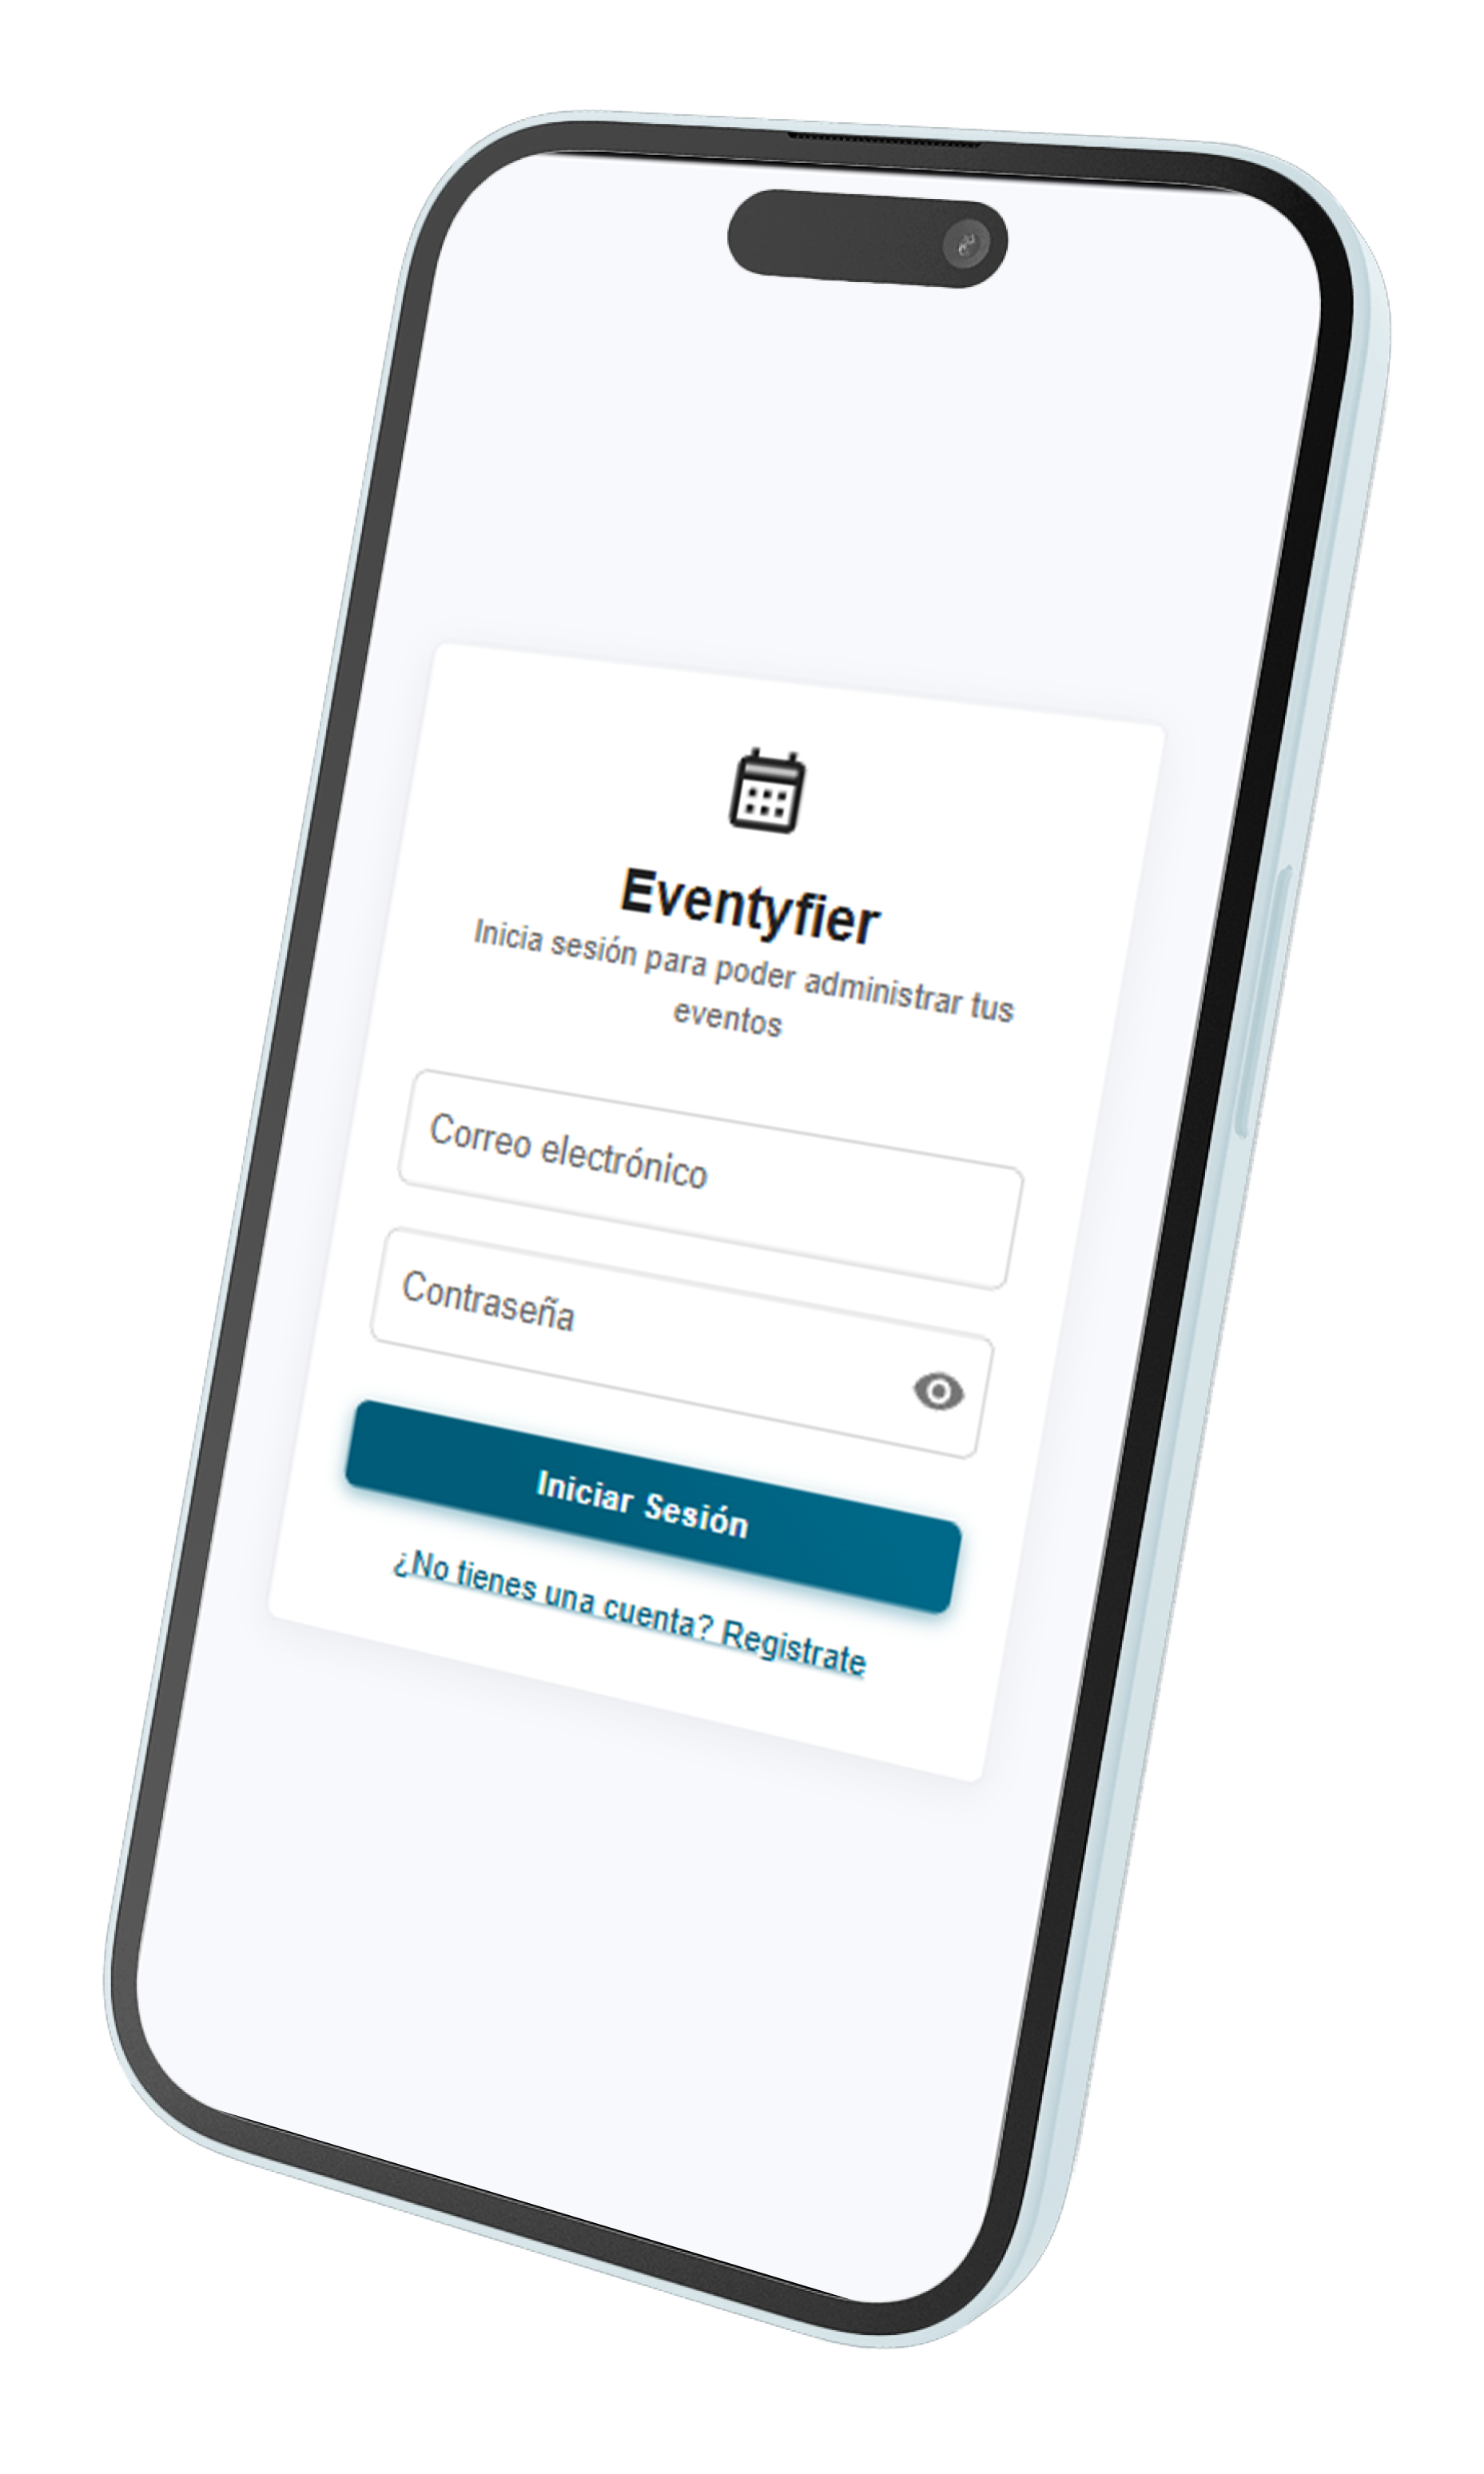 Eventyfier
Inicia sesión para poder administrar tus
eventos
Correo electrónico
Contraseña
Iniciar Sesión
¿No tienes una cuenta? Registrate